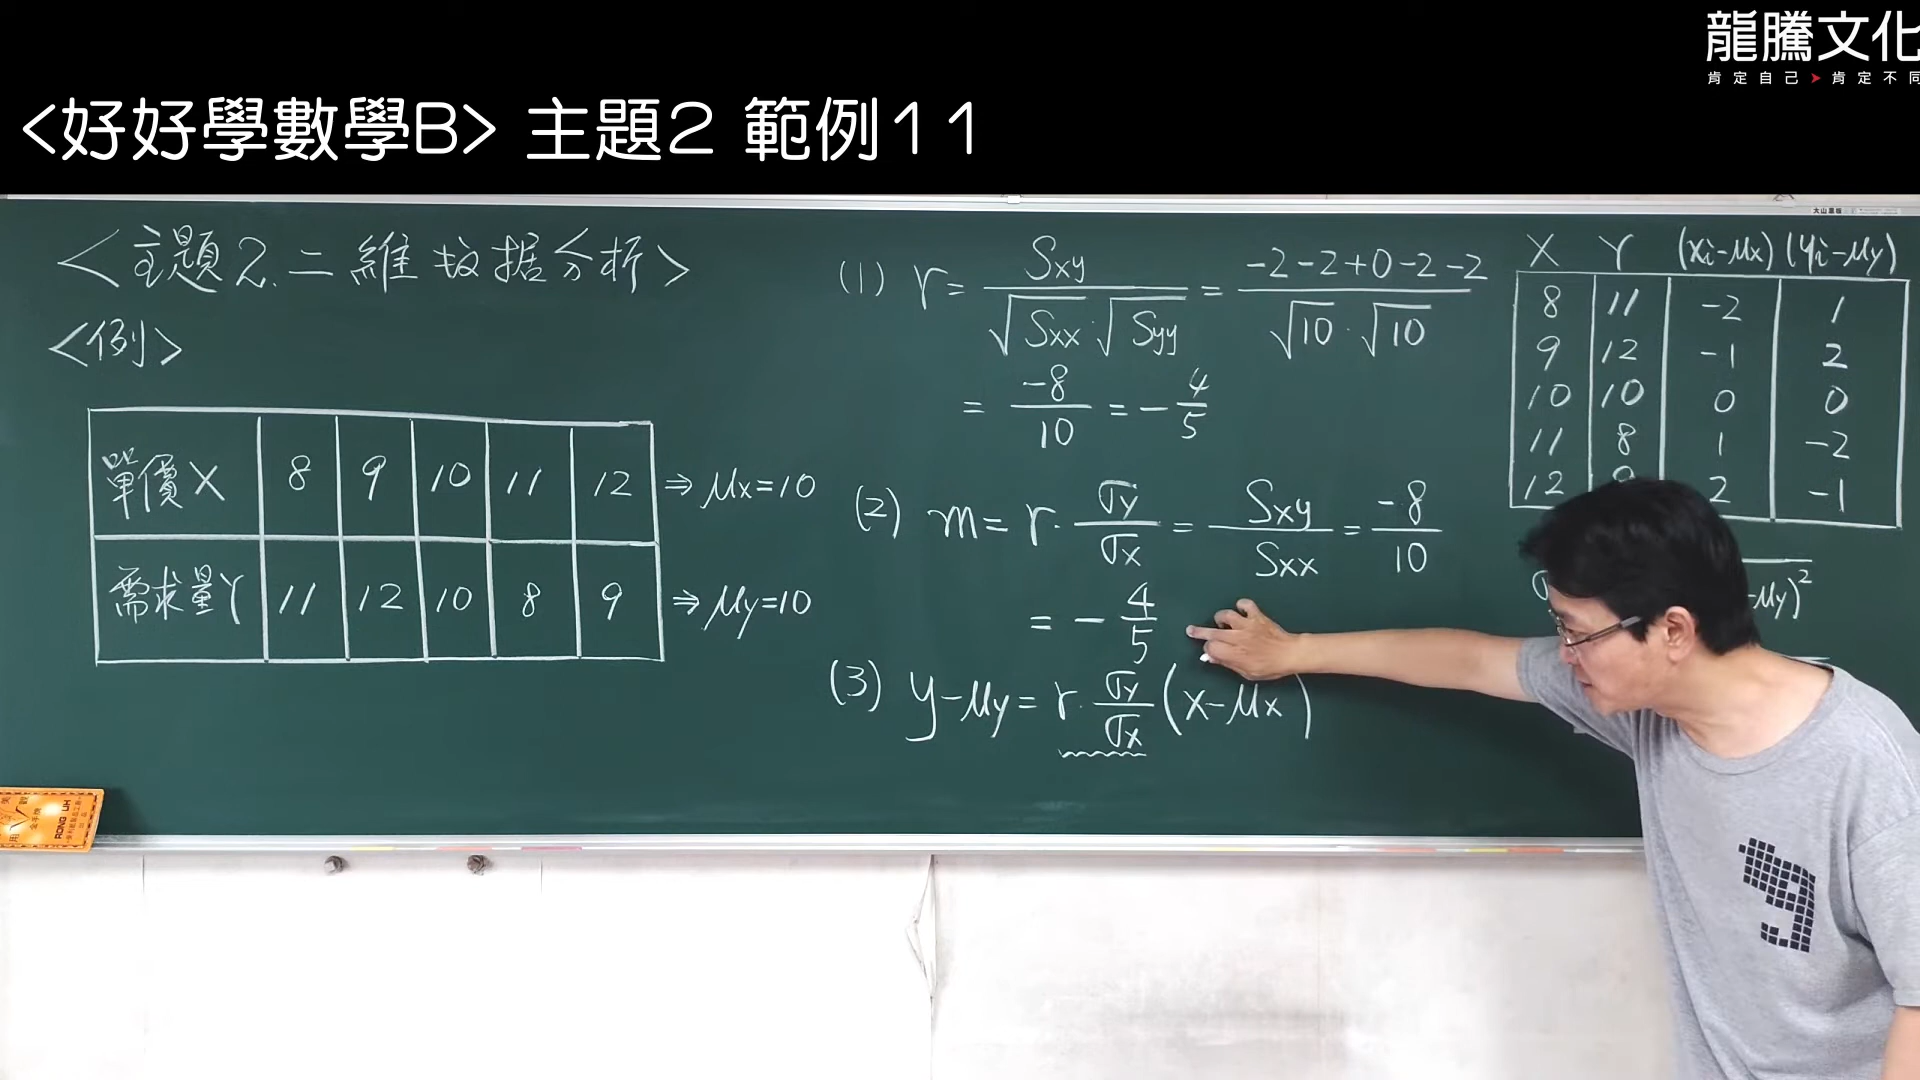 龍騰文化
肯定自己➤肯定不同
<好好學數學B> 主題2 範例11
<主題2.二維数据分析>
<例>
單價X 8 9 10 11 12 ⇒ μx=10
需求量Y 11 12 10 8 9 ⇒ μy=10
(1) r = Sxy / √Sxx · √Syy = -2-2+0-2-2 / √10 · √10
= -8/10 = - 4/5
(2) m = r · σy/σx = Sxy/Sxx = -8/10
= - 4/5
(3) y-μy = r · σy/σx (x-μx)
X Y (xi-μx) (yi-μy)
8 11 -2 1
9 12 -1 2
10 10 0 0
11 8 1 -2
12 2 -1
-μy)²